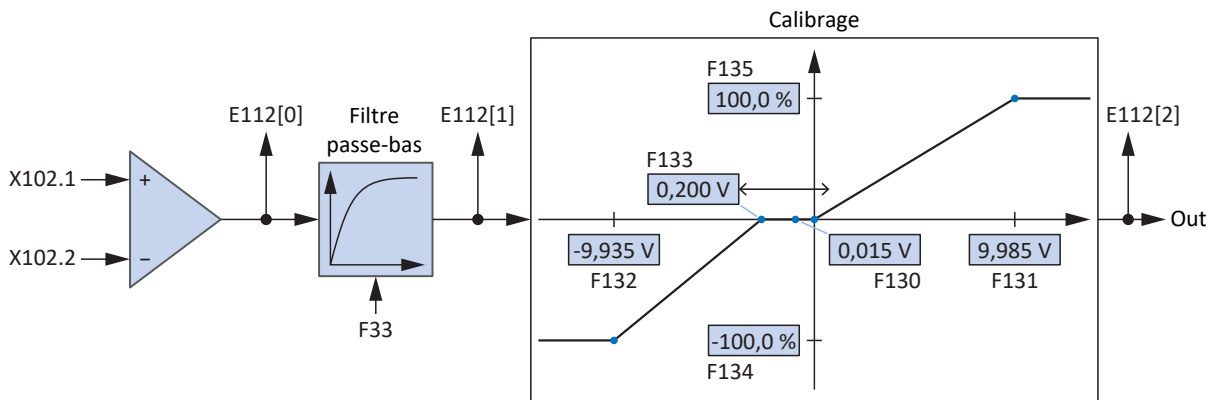 Calibrage
F135
100,0 %
E112[0]
Filtre
passe-bas
E112[1]
E112[2]
X102.1
+
F133
0,200 V
Out
X102.2
−
-9,935 V
0,015 V
9,985 V
F132
F130
F131
F33
-100,0 %
F134